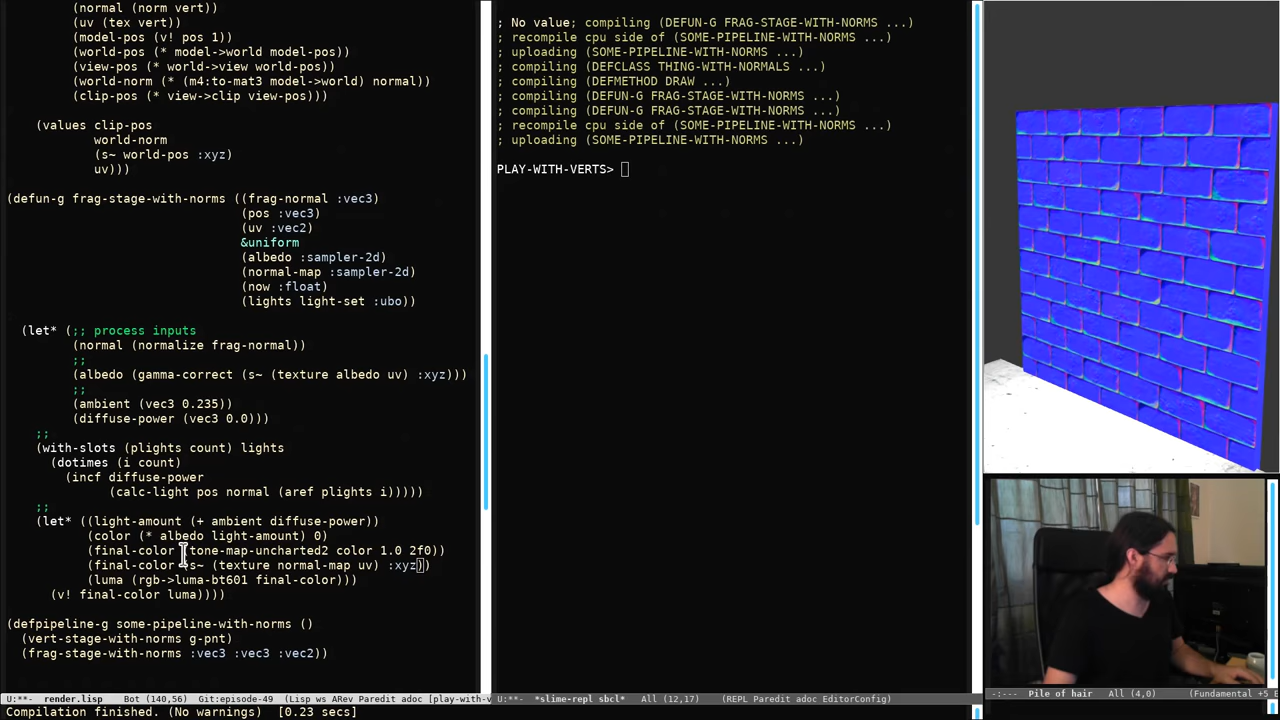 (normal (norm vert))
(uv (tex vert))
(model-pos (v! pos 1))
(world-pos (* model->world model-pos))
(view-pos (* world->view world-pos))
(world-norm (* (m4:to-mat3 model->world) normal))
(clip-pos (* view->clip view-pos)))
(values clip-pos
world-norm
(s~ world-pos :xyz)
uv)))
(defun-g frag-stage-with-norms ((frag-normal :vec3)
(pos :vec3)
(uv :vec2)
&uniform
(albedo :sampler-2d)
(normal-map :sampler-2d)
(now :float)
(lights light-set :ubo))
(let* (;; process inputs
(normal (normalize frag-normal))
;;
(albedo (gamma-correct (s~ (texture albedo uv) :xyz)))
;;
(ambient (vec3 0.235))
(diffuse-power (vec3 0.0)))
;;
(with-slots (plights count) lights
(dotimes (i count)
(incf diffuse-power
(calc-light pos normal (aref plights i)))))
;;
(let* ((light-amount (+ ambient diffuse-power))
(color (* albedo light-amount) 0)
(final-color (tone-map-uncharted2 color 1.0 2f0))
(final-color (s~ (texture normal-map uv) :xyz))
(luma (rgb->luma-bt601 final-color)))
(v! final-color luma))))
(defpipeline-g some-pipeline-with-norms ()
(vert-stage-with-norms g-pnt)
(frag-stage-with-norms :vec3 :vec3 :vec2))
U:**- render.lisp Bot (140,56) Git:episode-49 (Lisp ws ARev Paredit adoc [play-with-v
Compilation finished. (No warnings) [0.23 secs]
; No value; compiling (DEFUN-G FRAG-STAGE-WITH-NORMS ...)
; recompile cpu side of (SOME-PIPELINE-WITH-NORMS ...)
; uploading (SOME-PIPELINE-WITH-NORMS ...)
; compiling (DEFCLASS THING-WITH-NORMALS ...)
; compiling (DEFMETHOD DRAW ...)
; compiling (DEFUN-G FRAG-STAGE-WITH-NORMS ...)
; compiling (DEFUN-G FRAG-STAGE-WITH-NORMS ...)
; recompile cpu side of (SOME-PIPELINE-WITH-NORMS ...)
; uploading (SOME-PIPELINE-WITH-NORMS ...)
PLAY-WITH-VERTS>
U:**- *slime-repl sbcl* All (12,17) (REPL Paredit adoc EditorConfig)
-:--- Pile of hair All (4,0) (Fundamental +5 E